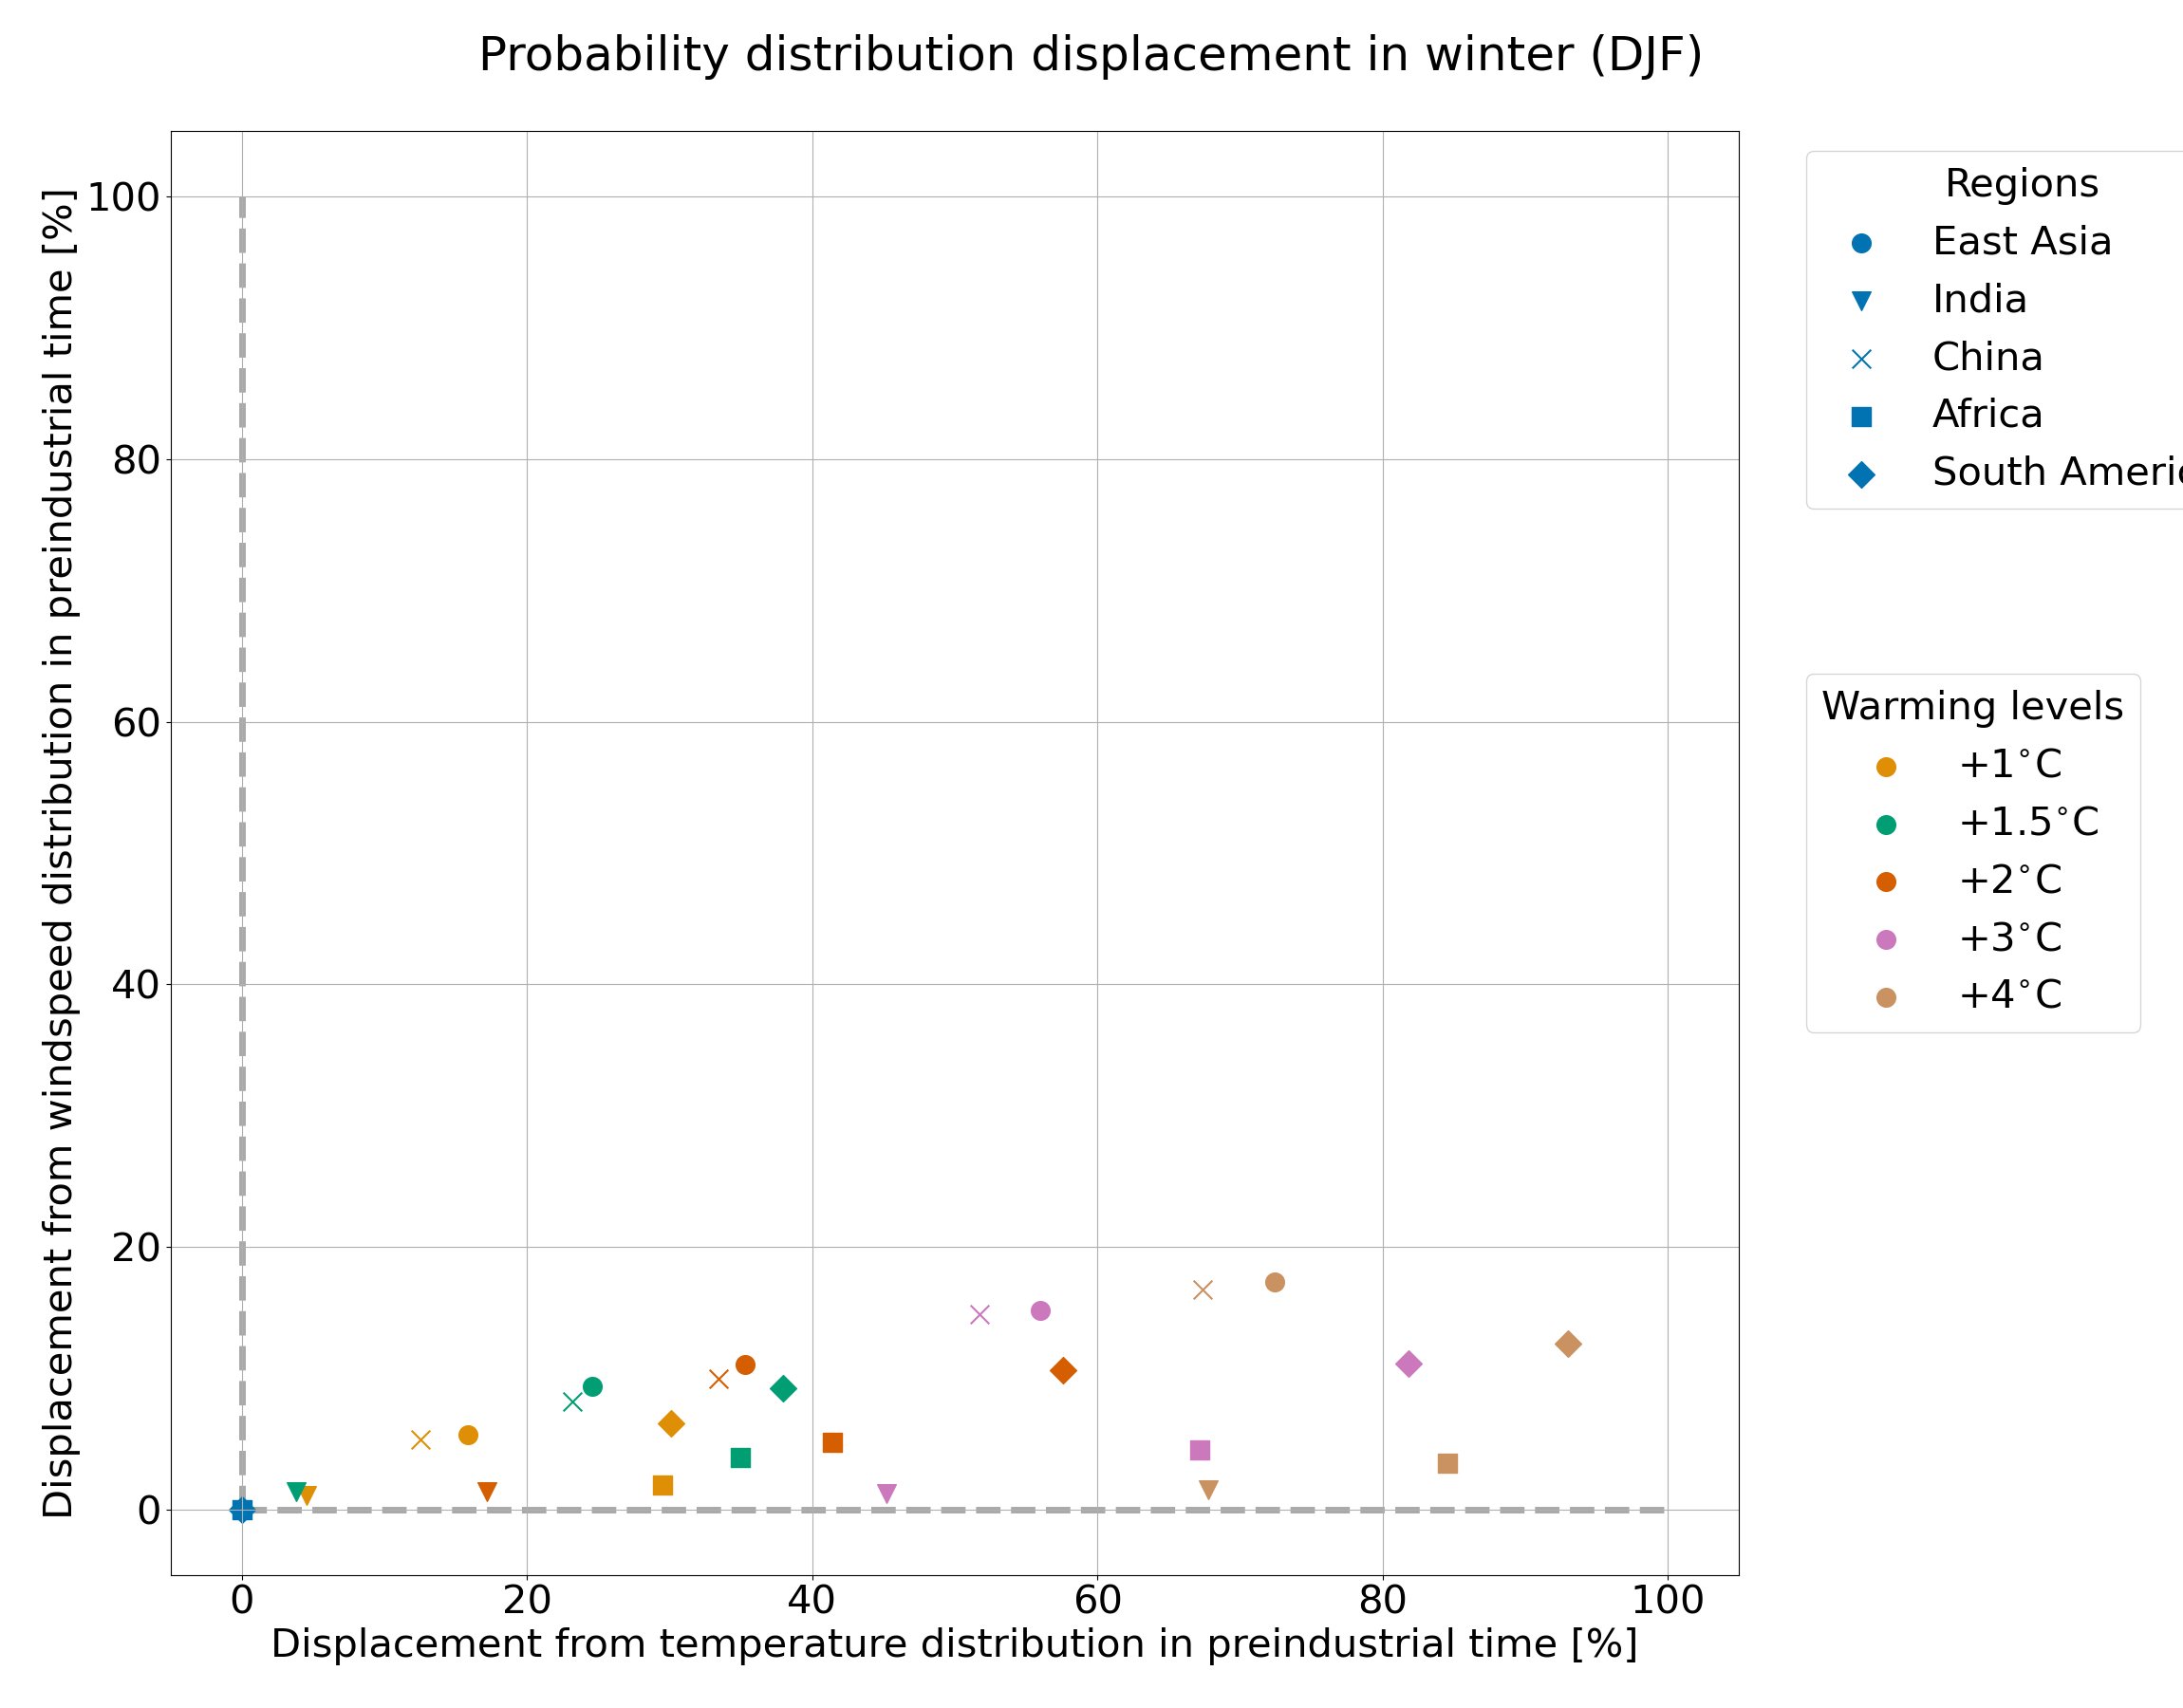 Probability distribution displacement in winter (DJF)
Displacement from windspeed distribution in preindustrial time [%]
100
80
60
40
20
0
0 20 40 60 80 100
Displacement from temperature distribution in preindustrial time [%]
Regions
East Asia
India
China
Africa
South Ameri
Warming levels
+1°C
+1.5°C
+2°C
+3°C
+4°C